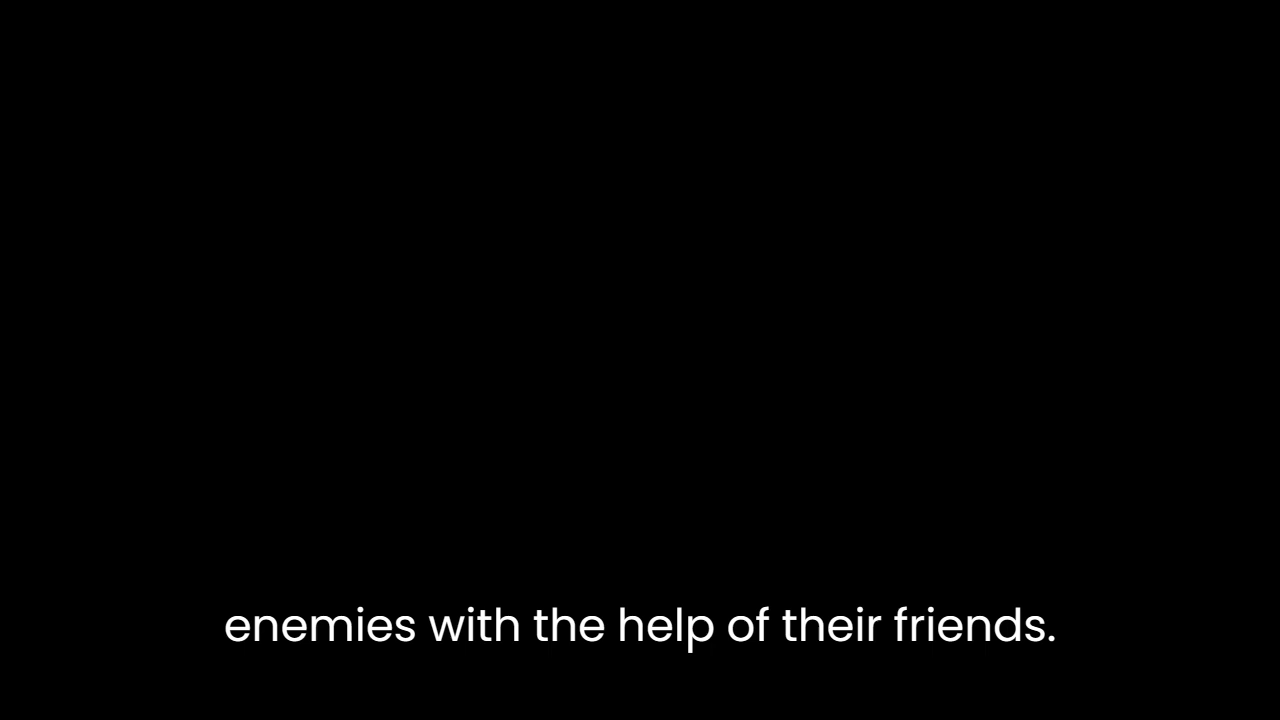 enemies with the help of their friends.